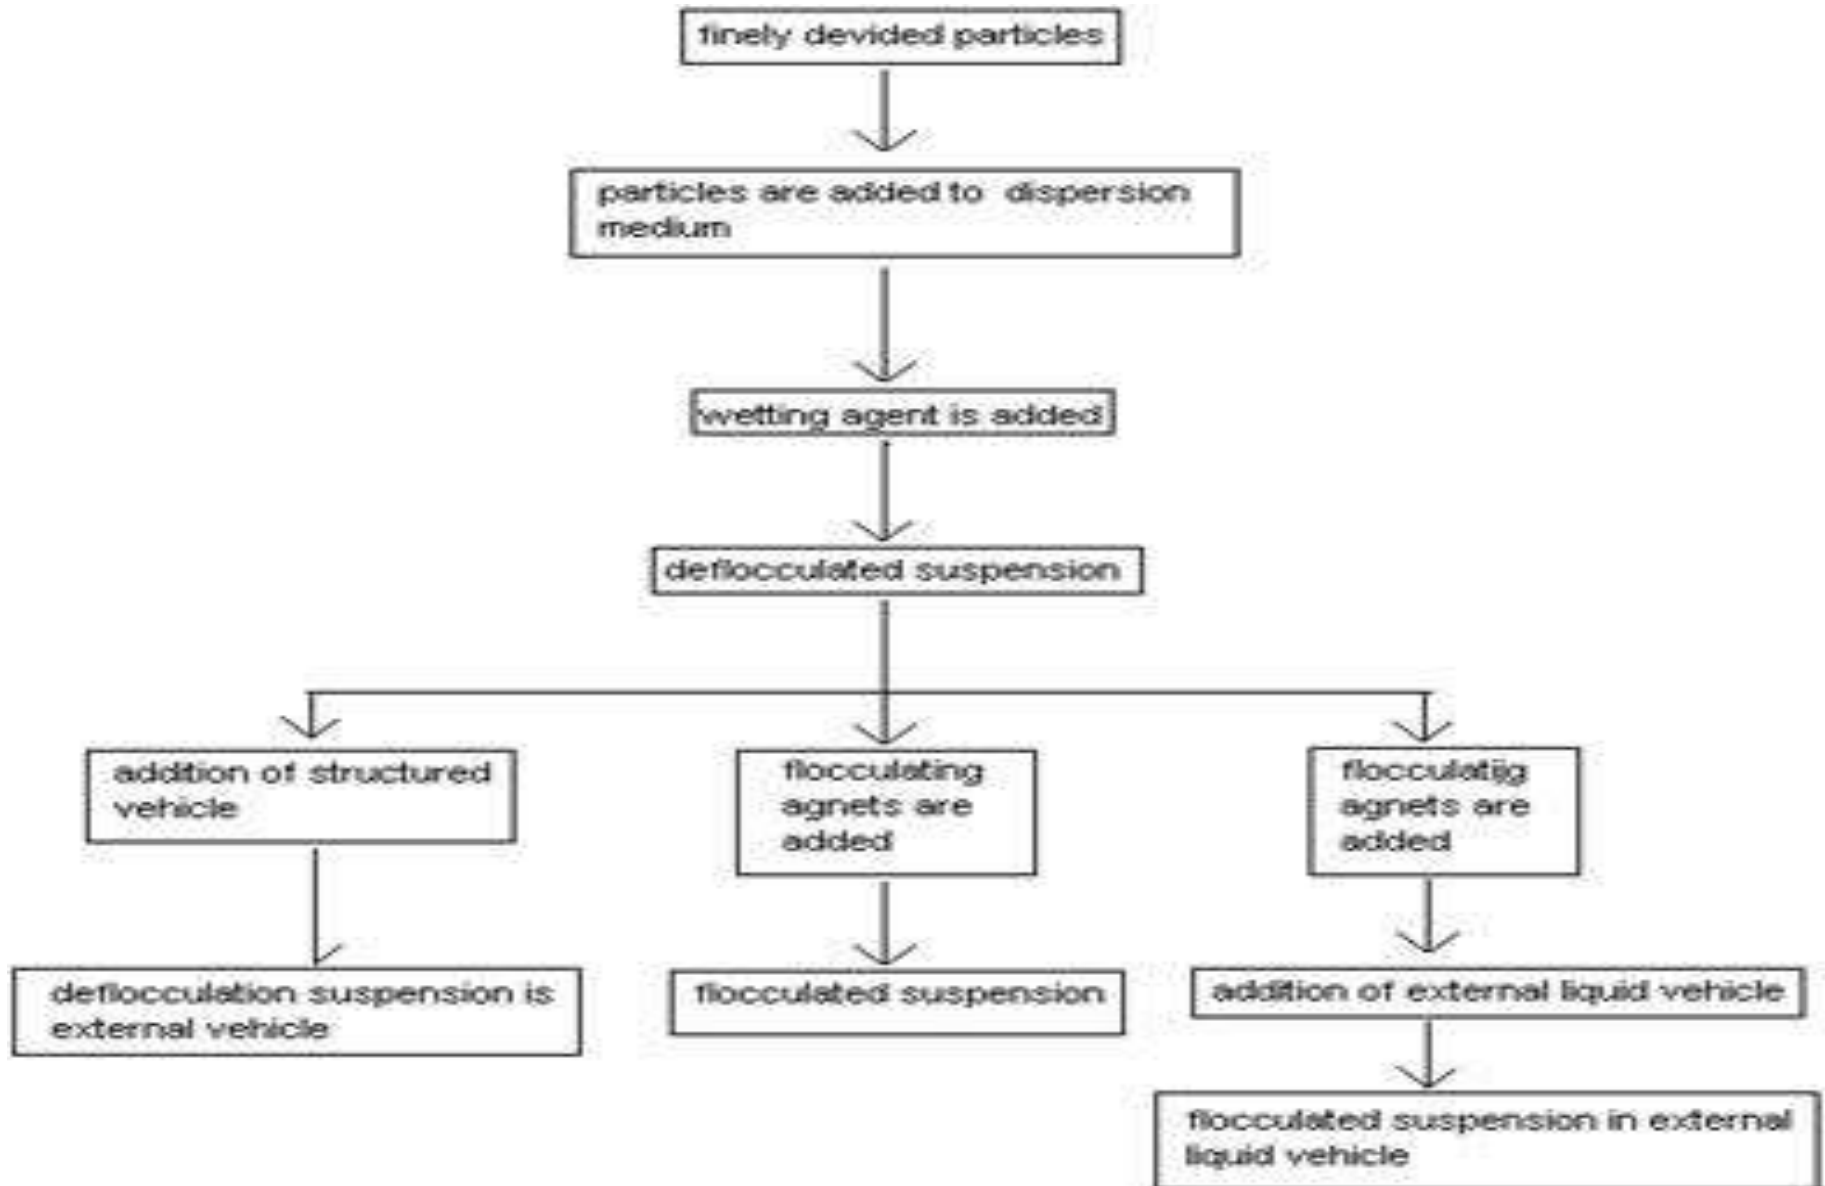 finely devided particles
particles are added to dispersion
medium
wetting agent is added
deflocculated suspension
addition of structured
vehicle
flocculating
agnets are
added
flocculatijg
agnets are
added
deflocculation suspension is
external vehicle
flocculated suspension
addition of external liquid vehicle
flocculated suspension in external
liquid vehicle